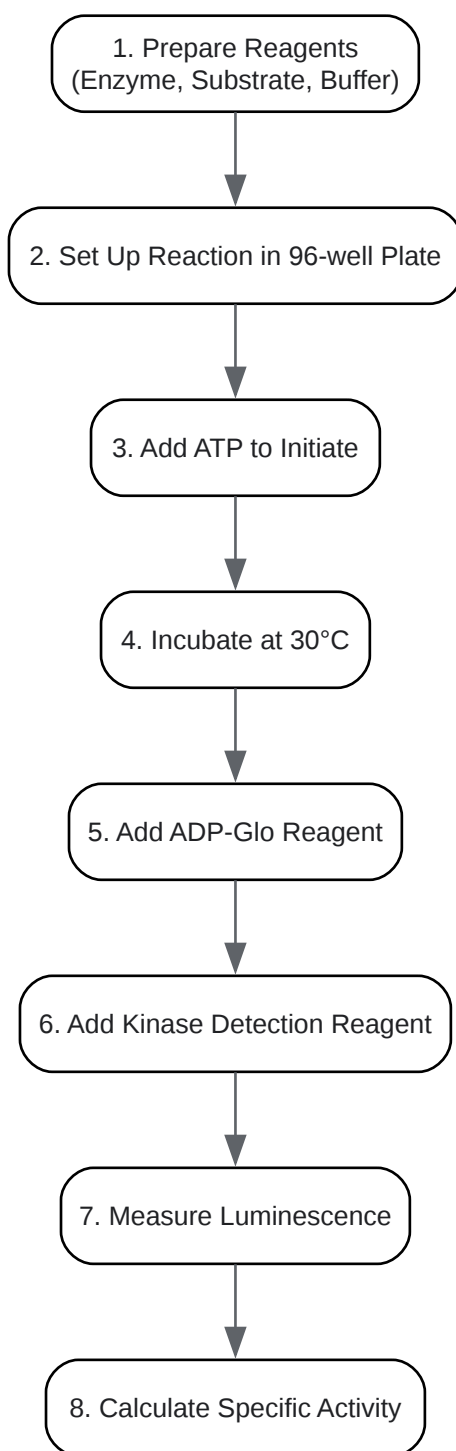 1. Prepare Reagents
(Enzyme, Substrate, Buffer)
2. Set Up Reaction in 96-well Plate
3. Add ATP to Initiate
4. Incubate at 30°C
5. Add ADP-Glo Reagent
6. Add Kinase Detection Reagent
7. Measure Luminescence
8. Calculate Specific Activity